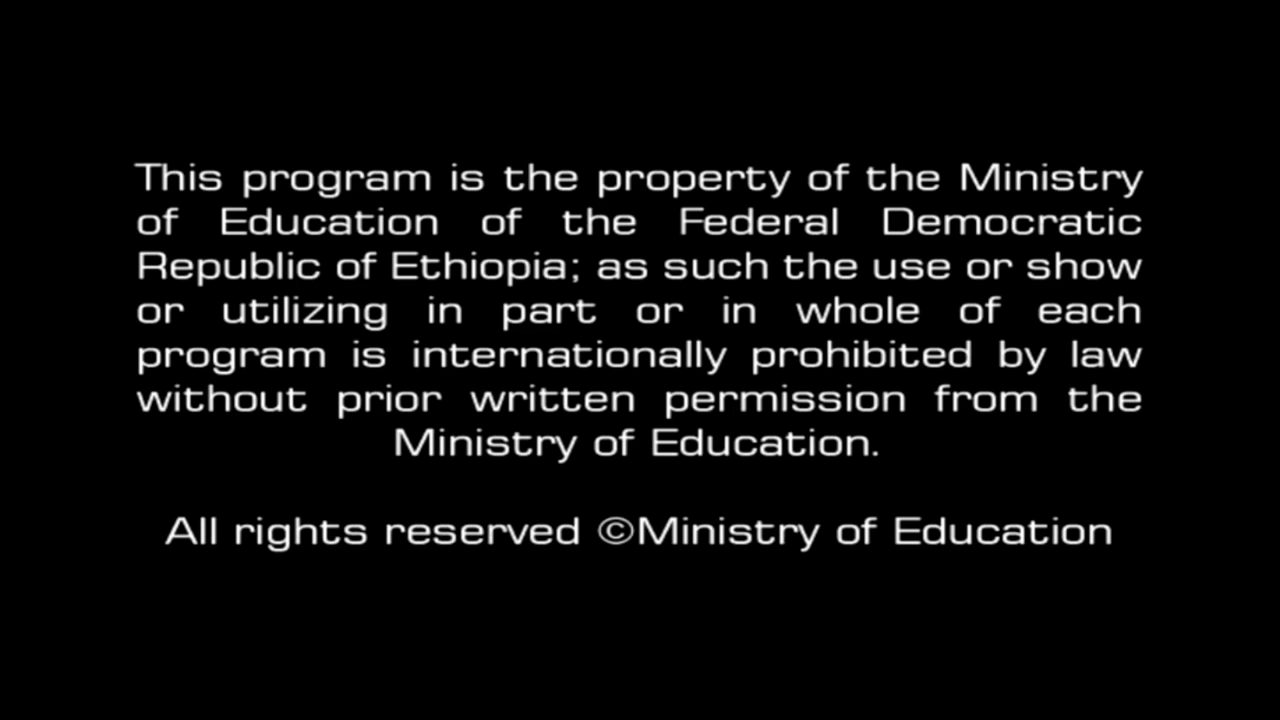 This program is the property of the Ministry
of Education of the Federal Democratic
Republic of Ethiopia; as such the use or show
or utilizing in part or in whole of each
program is internationally prohibited by law
without prior written permission from the
Ministry of Education.
All rights reserved ©Ministry of Education